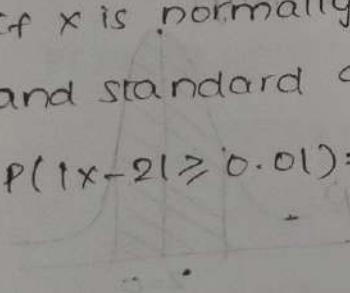 If x is normally
and standard
P(|x-2|≥0.01)=